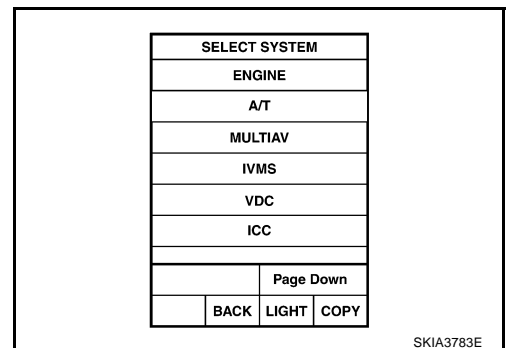 SELECT SYSTEM
ENGINE
A/T
MULTIAV
IVMS
VDC
ICC
Page Down
BACK LIGHT COPY
SKIA3783E